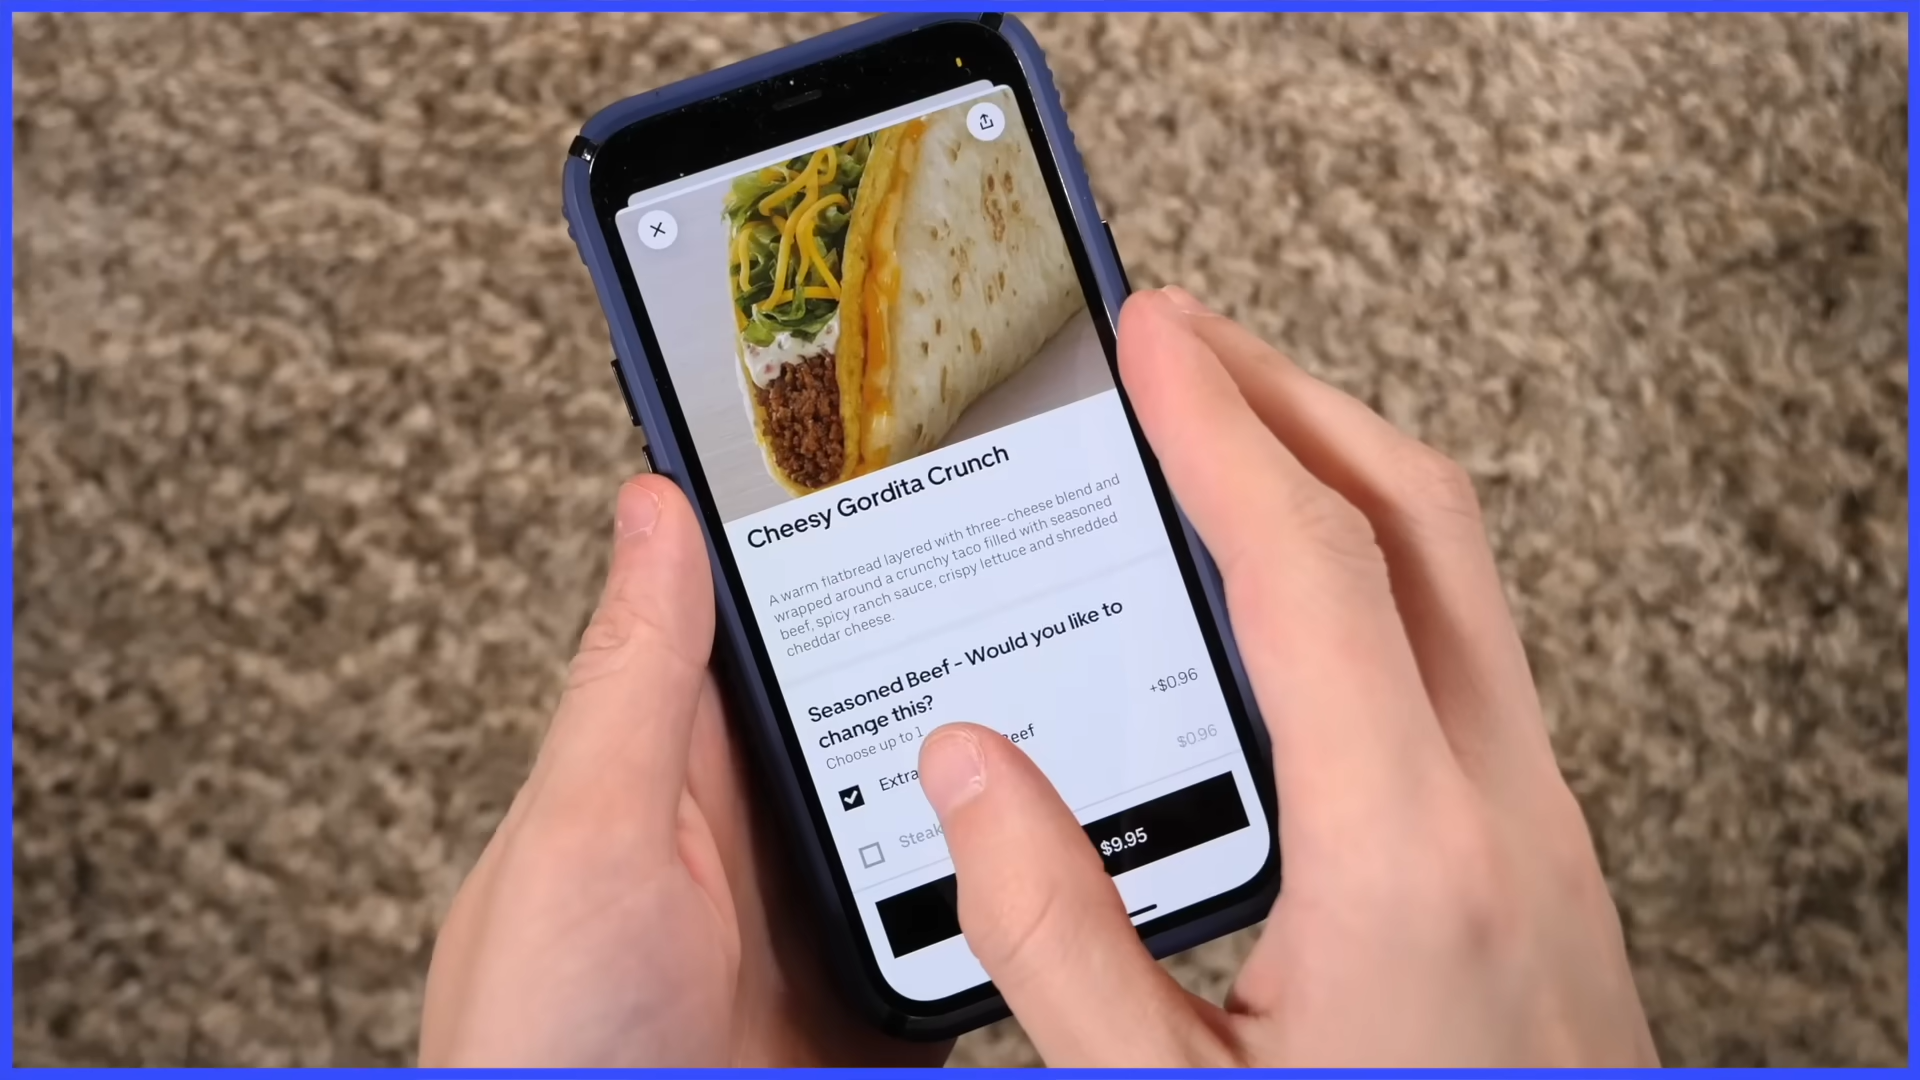 Cheesy Gordita Crunch
A warm flatbread layered with three-cheese blend and
wrapped around a crunchy taco filled with seasoned
beef, spicy ranch sauce, crispy lettuce and shredded
cheddar cheese.
Seasoned Beef - Would you like to
change this?
Choose up to 1
Extra +$0.96
Steak $0.96
$9.95